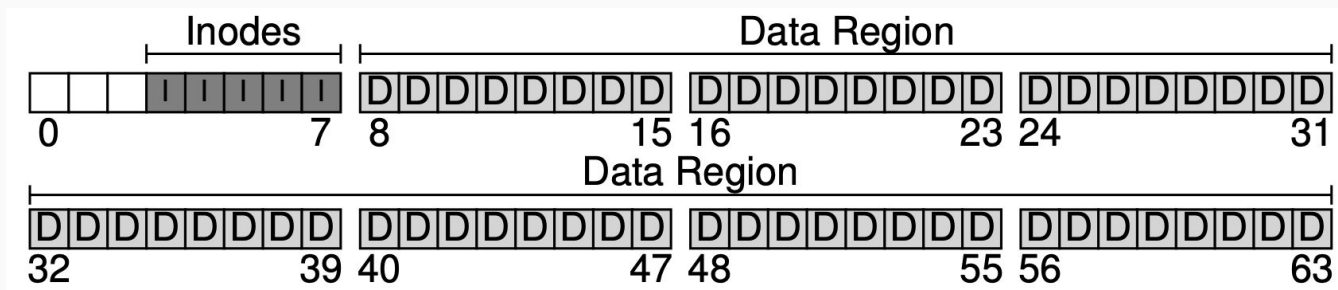 Inodes Data Region
I I I I I D D D D D D D D D D D D D D D D D D D D D D D D
0 7 8 15 16 23 24 31
Data Region
D D D D D D D D D D D D D D D D D D D D D D D D D D D D D D D D
32 39 40 47 48 55 56 63